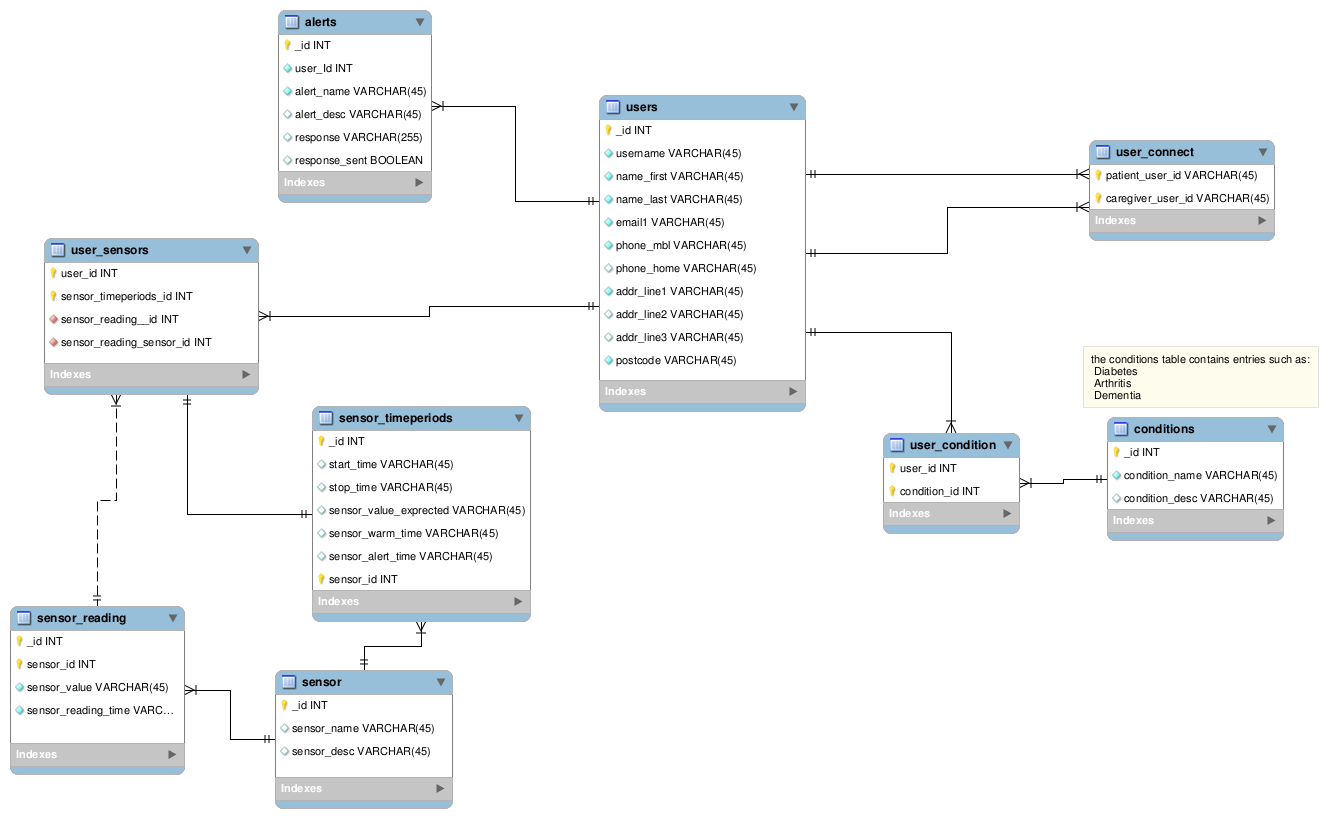 alerts
_id INT
user_Id INT
alert_name VARCHAR(45)
alert_desc VARCHAR(45)
response VARCHAR(255)
response_sent BOOLEAN
Indexes
users
_id INT
username VARCHAR(45)
name_first VARCHAR(45)
name_last VARCHAR(45)
email1 VARCHAR(45)
phone_mbl VARCHAR(45)
phone_home VARCHAR(45)
addr_line1 VARCHAR(45)
addr_line2 VARCHAR(45)
addr_line3 VARCHAR(45)
postcode VARCHAR(45)
Indexes
user_connect
patient_user_id VARCHAR(45)
caregiver_user_id VARCHAR(45)
Indexes
user_sensors
user_id INT
sensor_timeperiods_id INT
sensor_reading__id INT
sensor_reading_sensor_id INT
Indexes
the conditions table contains entries such as:
Diabetes
Arthritis
Dementia
sensor_timeperiods
_id INT
start_time VARCHAR(45)
stop_time VARCHAR(45)
sensor_value_exprected VARCHAR(45)
sensor_warm_time VARCHAR(45)
sensor_alert_time VARCHAR(45)
sensor_id INT
Indexes
user_condition
user_id INT
condition_id INT
Indexes
conditions
_id INT
condition_name VARCHAR(45)
condition_desc VARCHAR(45)
Indexes
sensor_reading
_id INT
sensor_id INT
sensor_value VARCHAR(45)
sensor_reading_time VARC...
Indexes
sensor
_id INT
sensor_name VARCHAR(45)
sensor_desc VARCHAR(45)
Indexes